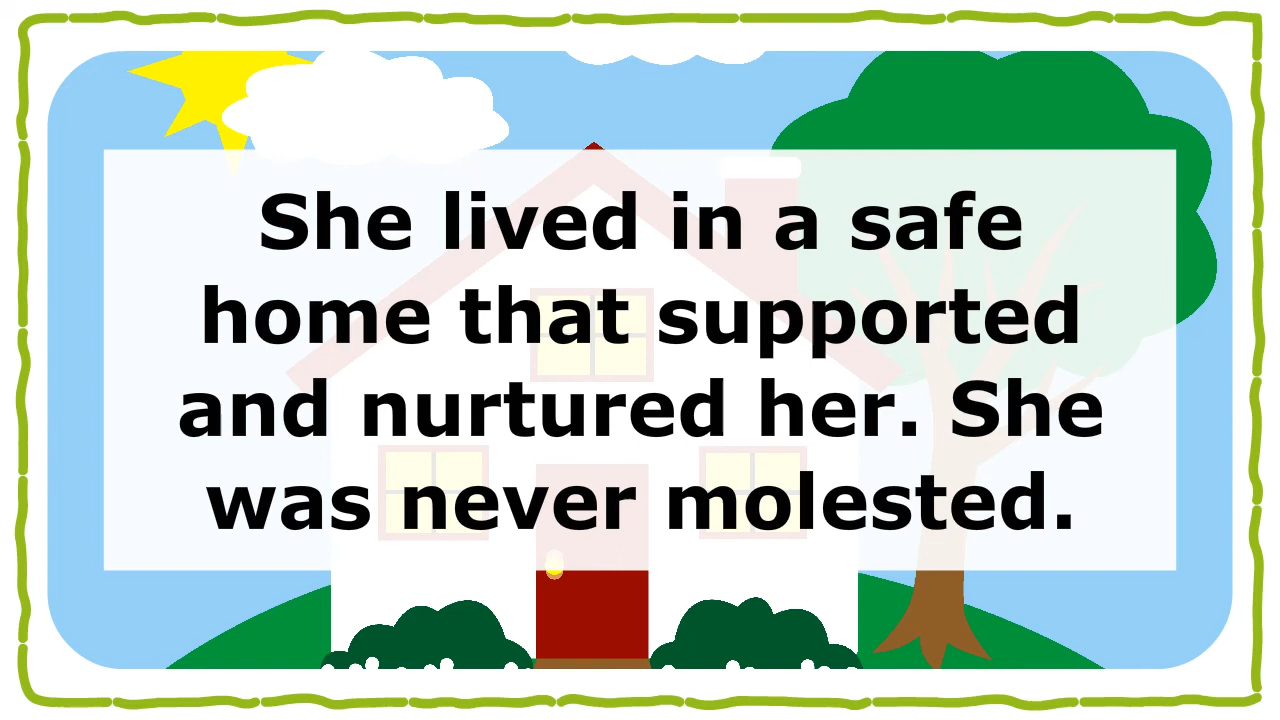 She lived in a safe
home that supported
and nurtured her. She
was never molested.